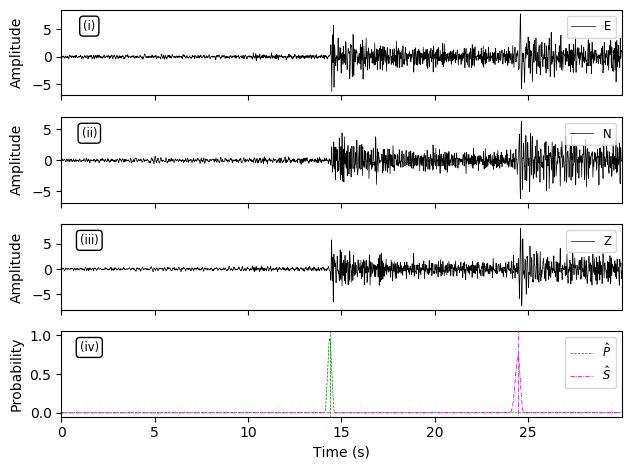 (i)
E
Amplitude
5
0
−5
(ii)
N
Amplitude
5
0
−5
(iii)
Z
Amplitude
5
0
−5
(iv)
P̂
Ŝ
Probability
1.0
0.5
0.0
0 5 10 15 20 25
Time (s)